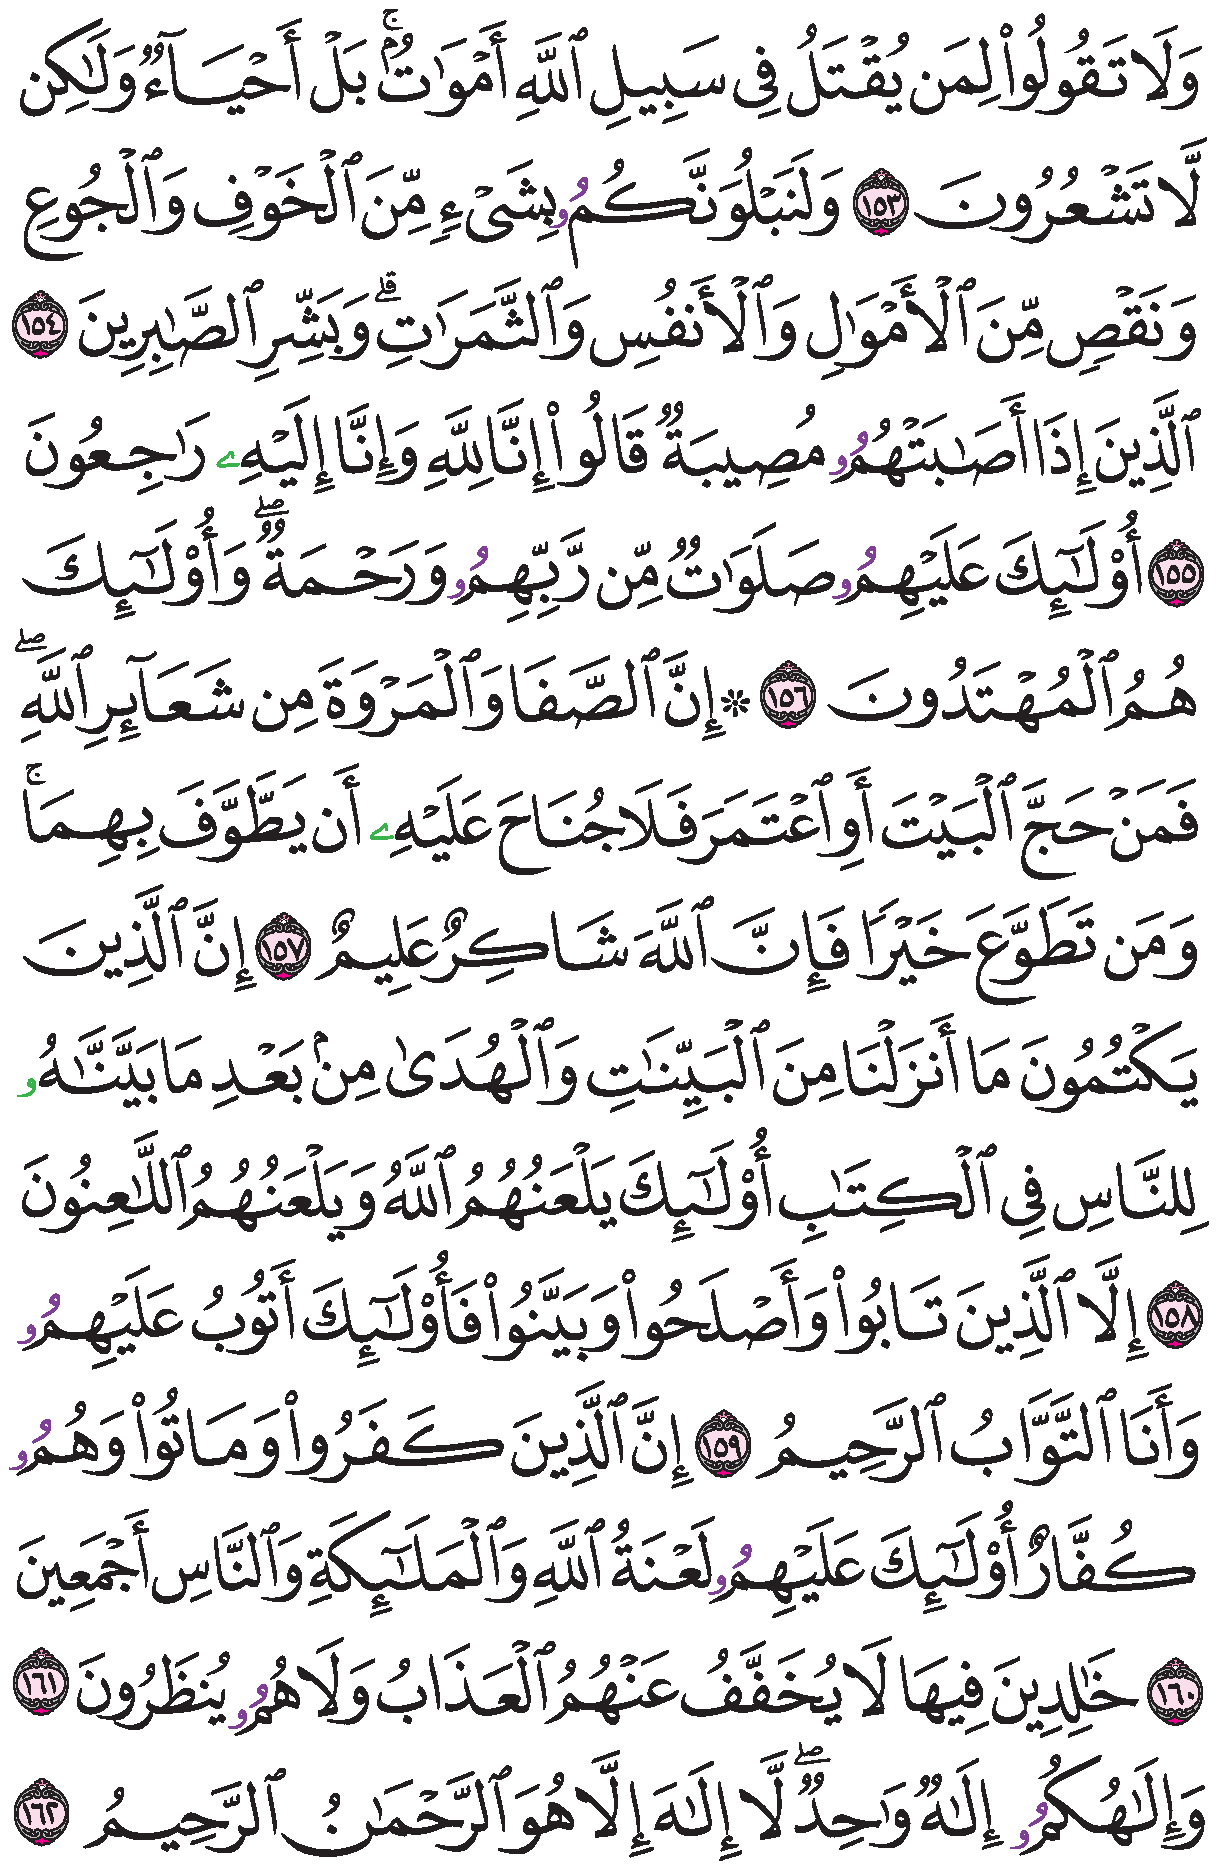 وَلَا تَقُولُوا۟ لِمَن يُقْتَلُ فِى سَبِيلِ ٱللَّهِ أَمْوَٰتُۢ ۚ بَلْ أَحْيَآءٌ وَلَٰكِن
لَّا تَشْعُرُونَ ١٥٣ وَلَنَبْلُوَنَّكُمُۥ بِشَىْءٍ مِّنَ ٱلْخَوْفِ وَٱلْجُوعِ
وَنَقْصٍ مِّنَ ٱلْأَمْوَٰلِ وَٱلْأَنفُسِ وَٱلثَّمَرَٰتِ ۗ وَبَشِّرِ ٱلصَّٰبِرِينَ ١٥٤
ٱلَّذِينَ إِذَا أَصَٰبَتْهُمُۥ مُصِيبَةٌ قَالُوا۟ إِنَّا لِلَّهِ وَإِنَّا إِلَيْهِۦ رَٰجِعُونَ
١٥٥ أُو۟لَٰٓئِكَ عَلَيْهِمُۥ صَلَوَٰتٌ مِّن رَّبِّهِمُۥ وَرَحْمَةٌ ۖ وَأُو۟لَٰٓئِكَ
هُمُ ٱلْمُهْتَدُونَ ١٥٦ ۞ إِنَّ ٱلصَّفَا وَٱلْمَرْوَةَ مِن شَعَآئِرِ ٱللَّهِ ۖ
فَمَنْ حَجَّ ٱلْبَيْتَ أَوِ ٱعْتَمَرَ فَلَا جُنَاحَ عَلَيْهِۦ أَن يَطَّوَّفَ بِهِمَا ۚ
وَمَن تَطَوَّعَ خَيْرًا فَإِنَّ ٱللَّهَ شَاكِرٌ عَلِيمٌ ١٥٧ إِنَّ ٱلَّذِينَ
يَكْتُمُونَ مَا أَنزَلْنَا مِنَ ٱلْبَيِّنَٰتِ وَٱلْهُدَىٰ مِنۢ بَعْدِ مَا بَيَّنَّٰهُۥ
لِلنَّاسِ فِى ٱلْكِتَٰبِ أُو۟لَٰٓئِكَ يَلْعَنُهُمُ ٱللَّهُ وَيَلْعَنُهُمُ ٱللَّٰعِنُونَ
١٥٨ إِلَّا ٱلَّذِينَ تَابُوا۟ وَأَصْلَحُوا۟ وَبَيَّنُوا۟ فَأُو۟لَٰٓئِكَ أَتُوبُ عَلَيْهِمُۥ
وَأَنَا ٱلتَّوَّابُ ٱلرَّحِيمُ ١٥٩ إِنَّ ٱلَّذِينَ كَفَرُوا۟ وَمَاتُوا۟ وَهُمُۥ
كُفَّارٌ أُو۟لَٰٓئِكَ عَلَيْهِمُۥ لَعْنَةُ ٱللَّهِ وَٱلْمَلَٰٓئِكَةِ وَٱلنَّاسِ أَجْمَعِينَ
١٦٠ خَٰلِدِينَ فِيهَا لَا يُخَفَّفُ عَنْهُمُ ٱلْعَذَابُ وَلَا هُمُۥ يُنظَرُونَ ١٦١
وَإِلَٰهُكُمُۥ إِلَٰهٌ وَٰحِدٌ ۖ لَّا إِلَٰهَ إِلَّا هُوَ ٱلرَّحْمَٰنُ ٱلرَّحِيمُ ١٦٢